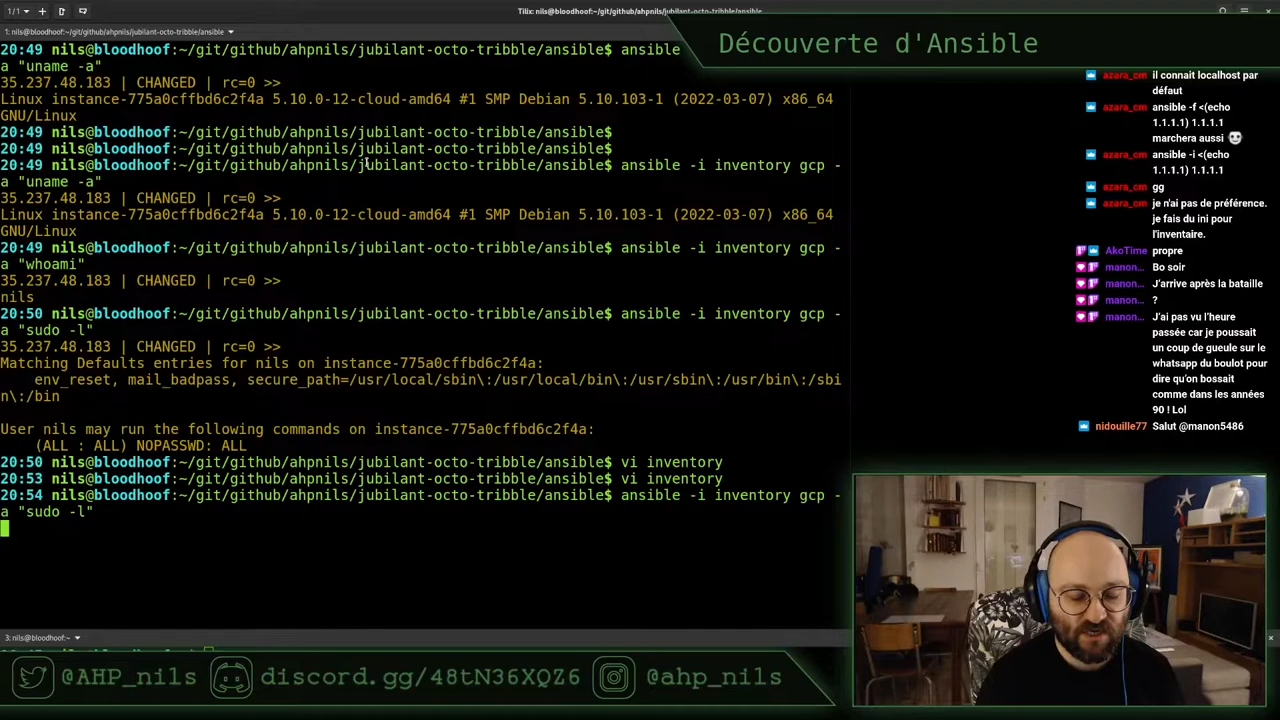 1/1
Tilix: nils@bloodhoof:~/git/github/ahpnils/jubilant-octo-tribble/ansible
1: nils@bloodhoof:~/git/github/ahpnils/jubilant-octo-tribble/ansible
20:49 nils@bloodhoof:~/git/github/ahpnils/jubilant-octo-tribble/ansible$ ansible
a "uname -a"
35.237.48.183 | CHANGED | rc=0 >>
Linux instance-775a0cffbd6c2f4a 5.10.0-12-cloud-amd64 #1 SMP Debian 5.10.103-1 (2022-03-07) x86_64
GNU/Linux
20:49 nils@bloodhoof:~/git/github/ahpnils/jubilant-octo-tribble/ansible$
20:49 nils@bloodhoof:~/git/github/ahpnils/jubilant-octo-tribble/ansible$
20:49 nils@bloodhoof:~/git/github/ahpnils/jubilant-octo-tribble/ansible$ ansible -i inventory gcp -
a "uname -a"
35.237.48.183 | CHANGED | rc=0 >>
Linux instance-775a0cffbd6c2f4a 5.10.0-12-cloud-amd64 #1 SMP Debian 5.10.103-1 (2022-03-07) x86_64
GNU/Linux
20:49 nils@bloodhoof:~/git/github/ahpnils/jubilant-octo-tribble/ansible$ ansible -i inventory gcp -
a "whoami"
35.237.48.183 | CHANGED | rc=0 >>
nils
20:50 nils@bloodhoof:~/git/github/ahpnils/jubilant-octo-tribble/ansible$ ansible -i inventory gcp -
a "sudo -l"
35.237.48.183 | CHANGED | rc=0 >>
Matching Defaults entries for nils on instance-775a0cffbd6c2f4a:
env_reset, mail_badpass, secure_path=/usr/local/sbin\:/usr/local/bin\:/usr/sbin\:/usr/bin\:/sbi
n\:/bin
User nils may run the following commands on instance-775a0cffbd6c2f4a:
(ALL : ALL) NOPASSWD: ALL
20:50 nils@bloodhoof:~/git/github/ahpnils/jubilant-octo-tribble/ansible$ vi inventory
20:53 nils@bloodhoof:~/git/github/ahpnils/jubilant-octo-tribble/ansible$ vi inventory
20:54 nils@bloodhoof:~/git/github/ahpnils/jubilant-octo-tribble/ansible$ ansible -i inventory gcp -
a "sudo -l"
3: nils@bloodhoof:~
Découverte d'Ansible
azara_cm il connait localhost par
défaut
azara_cm ansible -f <(echo
1.1.1.1) 1.1.1.1
marchera aussi
azara_cm ansible -i <(echo
1.1.1.1) 1.1.1.1
azara_cm gg
azara_cm je n'ai pas de préférence.
je fais du ini pour
l'inventaire.
AkoTime propre
manon... Bo soir
manon... J'arrive après la bataille
manon... ?
manon... J'ai pas vu l'heure
passée car je poussait
un coup de gueule sur le
whatsapp du boulot pour
dire qu'on bossait
comme dans les années
90 ! Lol
nidouille77 Salut @manon5486
@AHP_nils
discord.gg/48tN36XQZ6
@ahp_nils